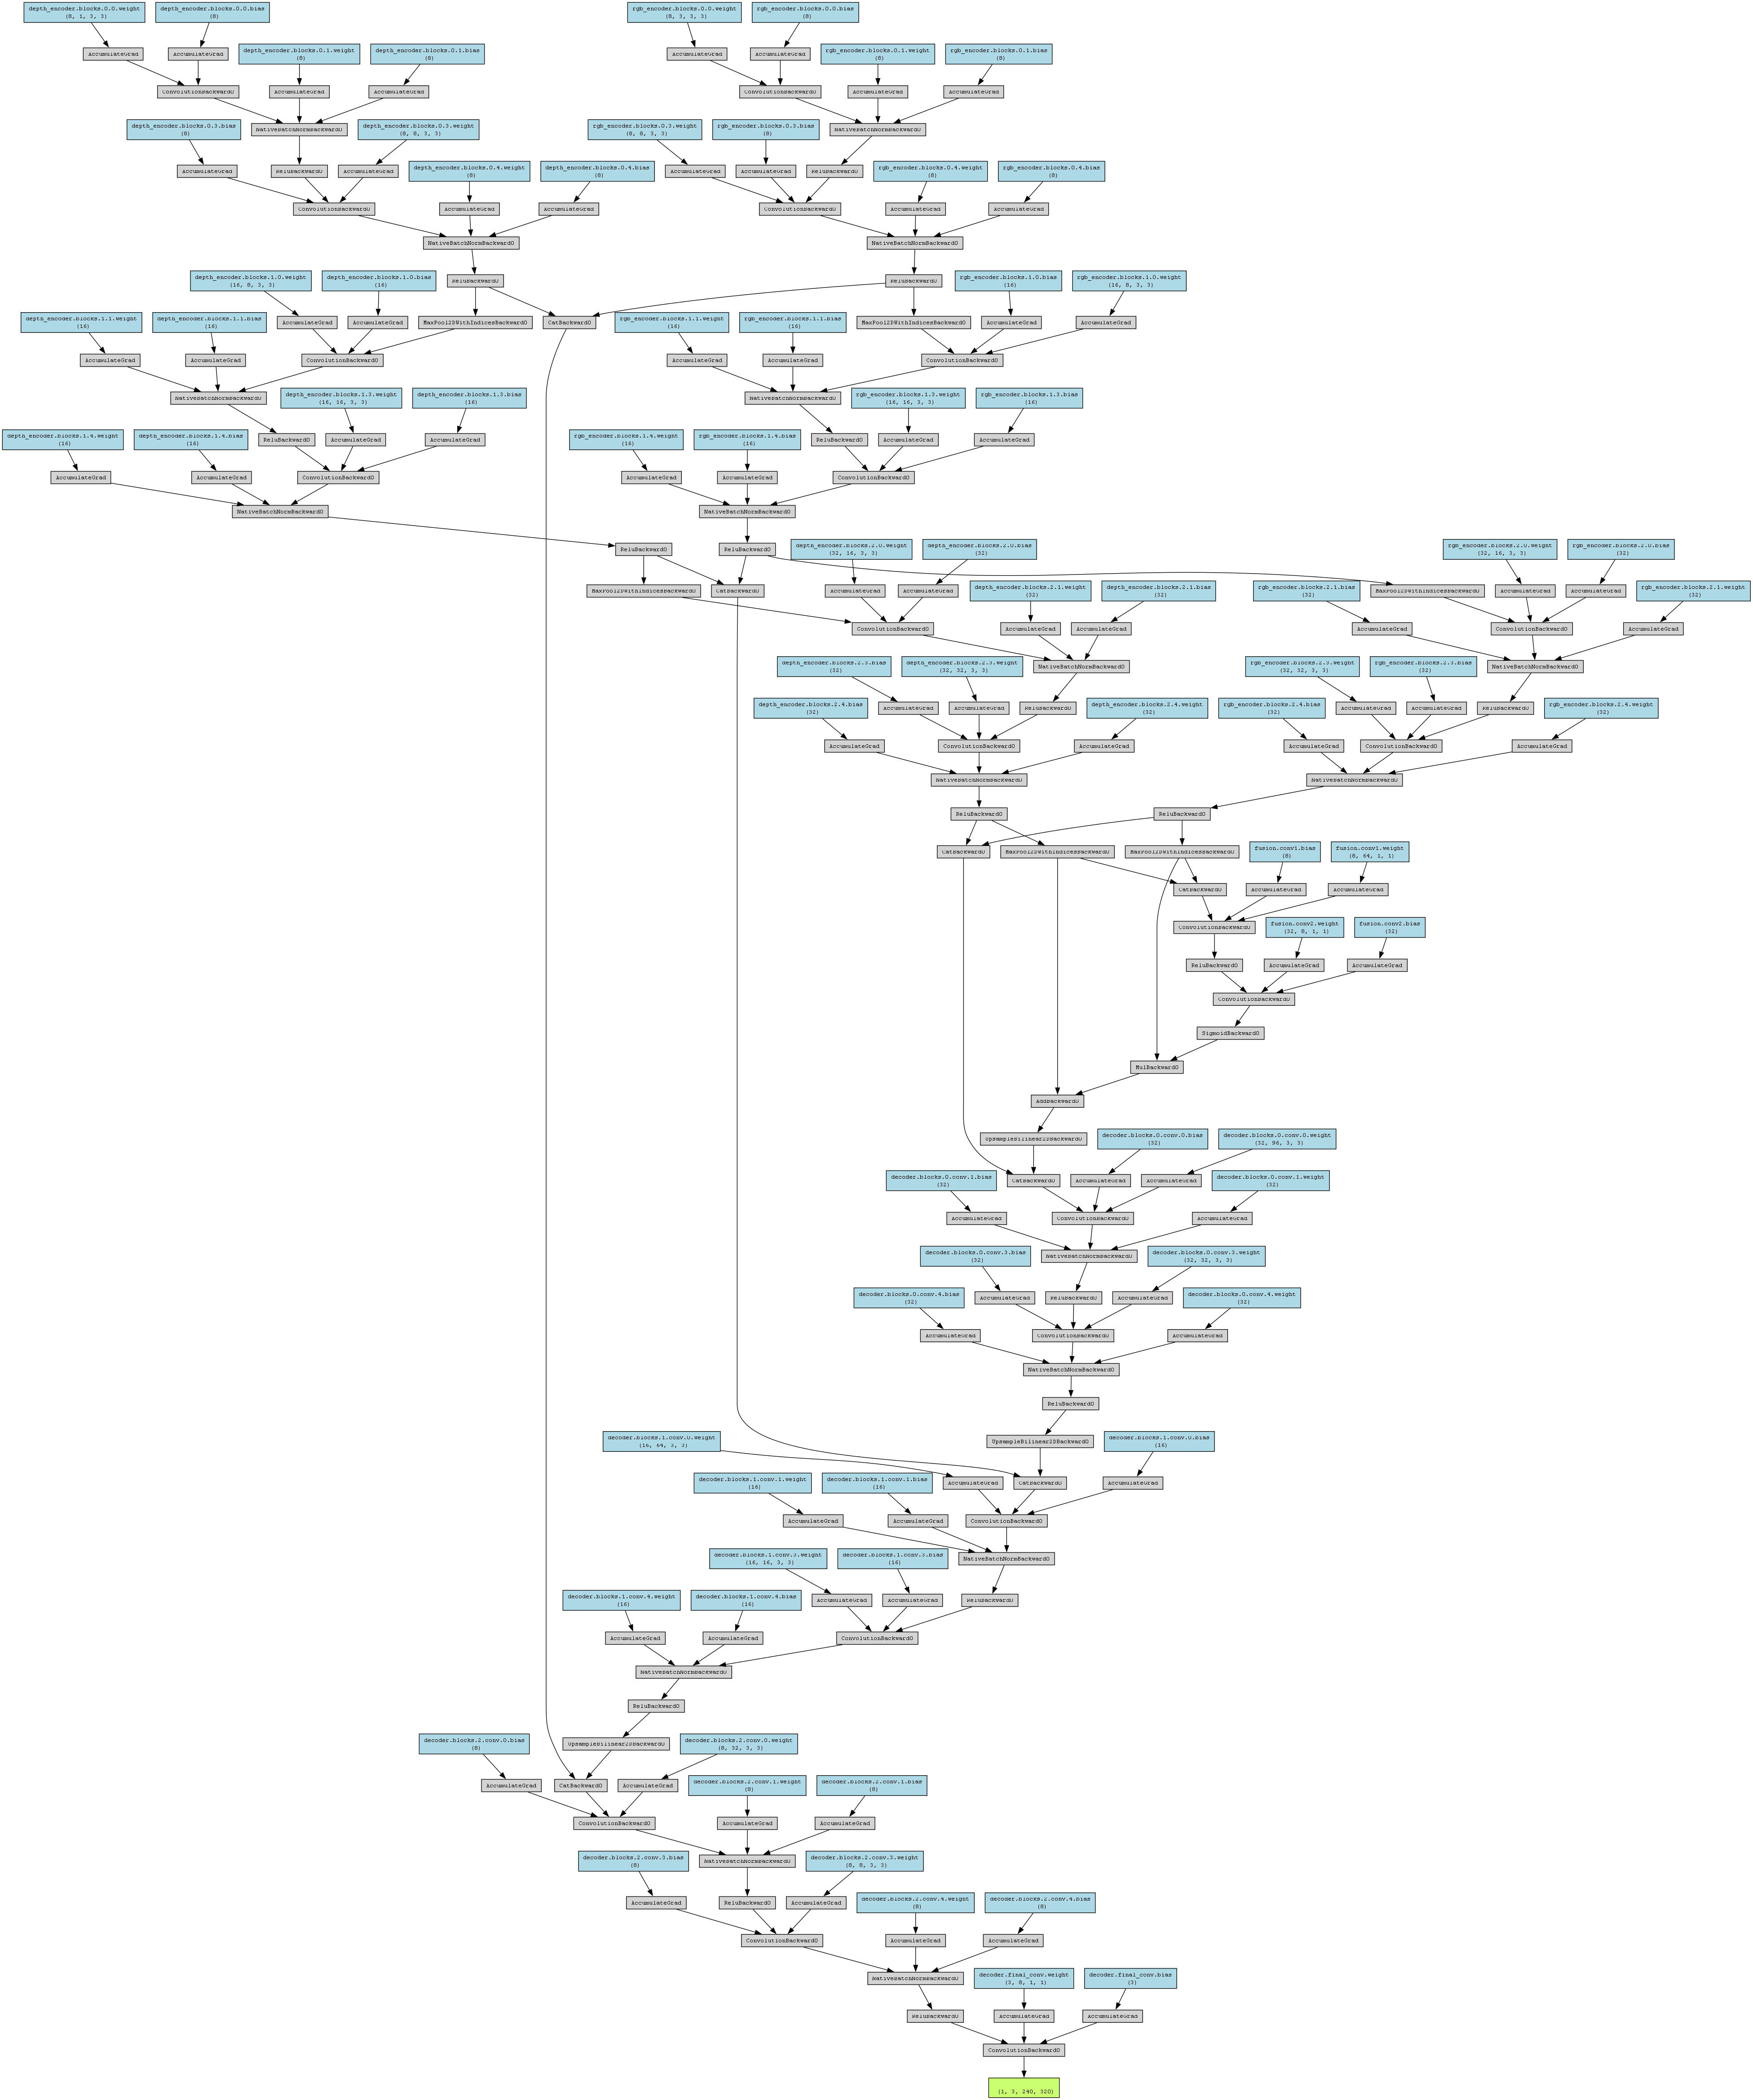 depth_encoder.blocks.0.0.weight
(8, 1, 3, 3)
depth_encoder.blocks.0.0.bias
(8)
rgb_encoder.blocks.0.0.weight
(8, 3, 3, 3)
rgb_encoder.blocks.0.0.bias
(8)
AccumulateGrad
AccumulateGrad
depth_encoder.blocks.0.1.weight
(8)
depth_encoder.blocks.0.1.bias
(8)
AccumulateGrad
AccumulateGrad
rgb_encoder.blocks.0.1.weight
(8)
rgb_encoder.blocks.0.1.bias
(8)
ConvolutionBackward0
AccumulateGrad
AccumulateGrad
ConvolutionBackward0
AccumulateGrad
AccumulateGrad
depth_encoder.blocks.0.3.bias
(8)
NativeBatchNormBackward0
depth_encoder.blocks.0.3.weight
(8, 8, 3, 3)
rgb_encoder.blocks.0.3.weight
(8, 8, 3, 3)
rgb_encoder.blocks.0.3.bias
(8)
NativeBatchNormBackward0
AccumulateGrad
ReluBackward0
AccumulateGrad
depth_encoder.blocks.0.4.weight
(8)
depth_encoder.blocks.0.4.bias
(8)
AccumulateGrad
AccumulateGrad
ReluBackward0
rgb_encoder.blocks.0.4.weight
(8)
rgb_encoder.blocks.0.4.bias
(8)
ConvolutionBackward0
AccumulateGrad
AccumulateGrad
ConvolutionBackward0
AccumulateGrad
AccumulateGrad
NativeBatchNormBackward0
NativeBatchNormBackward0
depth_encoder.blocks.1.0.weight
(16, 8, 3, 3)
depth_encoder.blocks.1.0.bias
(16)
ReluBackward0
ReluBackward0
rgb_encoder.blocks.1.0.bias
(16)
rgb_encoder.blocks.1.0.weight
(16, 8, 3, 3)
depth_encoder.blocks.1.1.weight
(16)
depth_encoder.blocks.1.1.bias
(16)
AccumulateGrad
AccumulateGrad
MaxPool2DWithIndicesBackward0
CatBackward0
rgb_encoder.blocks.1.1.weight
(16)
rgb_encoder.blocks.1.1.bias
(16)
MaxPool2DWithIndicesBackward0
AccumulateGrad
AccumulateGrad
AccumulateGrad
AccumulateGrad
ConvolutionBackward0
AccumulateGrad
AccumulateGrad
ConvolutionBackward0
NativeBatchNormBackward0
depth_encoder.blocks.1.3.weight
(16, 16, 3, 3)
depth_encoder.blocks.1.3.bias
(16)
NativeBatchNormBackward0
rgb_encoder.blocks.1.3.weight
(16, 16, 3, 3)
rgb_encoder.blocks.1.3.bias
(16)
depth_encoder.blocks.1.4.weight
(16)
depth_encoder.blocks.1.4.bias
(16)
ReluBackward0
AccumulateGrad
AccumulateGrad
rgb_encoder.blocks.1.4.weight
(16)
rgb_encoder.blocks.1.4.bias
(16)
ReluBackward0
AccumulateGrad
AccumulateGrad
AccumulateGrad
AccumulateGrad
ConvolutionBackward0
AccumulateGrad
AccumulateGrad
ConvolutionBackward0
NativeBatchNormBackward0
NativeBatchNormBackward0
ReluBackward0
ReluBackward0
depth_encoder.blocks.2.0.weight
(32, 16, 3, 3)
depth_encoder.blocks.2.0.bias
(32)
rgb_encoder.blocks.2.0.weight
(32, 16, 3, 3)
rgb_encoder.blocks.2.0.bias
(32)
MaxPool2DWithIndicesBackward0
CatBackward0
AccumulateGrad
AccumulateGrad
depth_encoder.blocks.2.1.weight
(32)
depth_encoder.blocks.2.1.bias
(32)
rgb_encoder.blocks.2.1.bias
(32)
MaxPool2DWithIndicesBackward0
AccumulateGrad
AccumulateGrad
rgb_encoder.blocks.2.1.weight
(32)
ConvolutionBackward0
AccumulateGrad
AccumulateGrad
AccumulateGrad
ConvolutionBackward0
AccumulateGrad
depth_encoder.blocks.2.3.bias
(32)
depth_encoder.blocks.2.3.weight
(32, 32, 3, 3)
NativeBatchNormBackward0
rgb_encoder.blocks.2.3.weight
(32, 32, 3, 3)
rgb_encoder.blocks.2.3.bias
(32)
NativeBatchNormBackward0
depth_encoder.blocks.2.4.bias
(32)
AccumulateGrad
AccumulateGrad
ReluBackward0
depth_encoder.blocks.2.4.weight
(32)
rgb_encoder.blocks.2.4.bias
(32)
AccumulateGrad
AccumulateGrad
ReluBackward0
rgb_encoder.blocks.2.4.weight
(32)
AccumulateGrad
ConvolutionBackward0
AccumulateGrad
AccumulateGrad
ConvolutionBackward0
AccumulateGrad
NativeBatchNormBackward0
NativeBatchNormBackward0
ReluBackward0
ReluBackward0
CatBackward0
MaxPool2DWithIndicesBackward0
MaxPool2DWithIndicesBackward0
fusion.conv1.bias
(8)
fusion.conv1.weight
(8, 64, 1, 1)
CatBackward0
AccumulateGrad
AccumulateGrad
ConvolutionBackward0
fusion.conv2.weight
(32, 8, 1, 1)
fusion.conv2.bias
(32)
ReluBackward0
AccumulateGrad
AccumulateGrad
ConvolutionBackward0
SigmoidBackward0
MulBackward0
AddBackward0
UpsampleBilinear2DBackward0
decoder.blocks.0.conv.0.bias
(32)
decoder.blocks.0.conv.0.weight
(32, 96, 3, 3)
decoder.blocks.0.conv.1.bias
(32)
CatBackward0
AccumulateGrad
AccumulateGrad
decoder.blocks.0.conv.1.weight
(32)
AccumulateGrad
ConvolutionBackward0
AccumulateGrad
decoder.blocks.0.conv.3.bias
(32)
NativeBatchNormBackward0
decoder.blocks.0.conv.3.weight
(32, 32, 3, 3)
decoder.blocks.0.conv.4.bias
(32)
AccumulateGrad
ReluBackward0
AccumulateGrad
decoder.blocks.0.conv.4.weight
(32)
AccumulateGrad
ConvolutionBackward0
AccumulateGrad
NativeBatchNormBackward0
ReluBackward0
decoder.blocks.1.conv.0.weight
(16, 64, 3, 3)
UpsampleBilinear2DBackward0
decoder.blocks.1.conv.0.bias
(16)
decoder.blocks.1.conv.1.weight
(16)
decoder.blocks.1.conv.1.bias
(16)
AccumulateGrad
CatBackward0
AccumulateGrad
AccumulateGrad
AccumulateGrad
ConvolutionBackward0
decoder.blocks.1.conv.3.weight
(16, 16, 3, 3)
decoder.blocks.1.conv.3.bias
(16)
NativeBatchNormBackward0
decoder.blocks.1.conv.4.weight
(16)
decoder.blocks.1.conv.4.bias
(16)
AccumulateGrad
AccumulateGrad
ReluBackward0
AccumulateGrad
AccumulateGrad
ConvolutionBackward0
NativeBatchNormBackward0
ReluBackward0
decoder.blocks.2.conv.0.bias
(8)
UpsampleBilinear2DBackward0
decoder.blocks.2.conv.0.weight
(8, 32, 3, 3)
AccumulateGrad
CatBackward0
AccumulateGrad
decoder.blocks.2.conv.1.weight
(8)
decoder.blocks.2.conv.1.bias
(8)
ConvolutionBackward0
AccumulateGrad
AccumulateGrad
decoder.blocks.2.conv.3.bias
(8)
NativeBatchNormBackward0
decoder.blocks.2.conv.3.weight
(8, 8, 3, 3)
AccumulateGrad
ReluBackward0
AccumulateGrad
decoder.blocks.2.conv.4.weight
(8)
decoder.blocks.2.conv.4.bias
(8)
ConvolutionBackward0
AccumulateGrad
AccumulateGrad
NativeBatchNormBackward0
decoder.final_conv.weight
(3, 8, 1, 1)
decoder.final_conv.bias
(3)
ReluBackward0
AccumulateGrad
AccumulateGrad
ConvolutionBackward0
(1, 3, 240, 320)